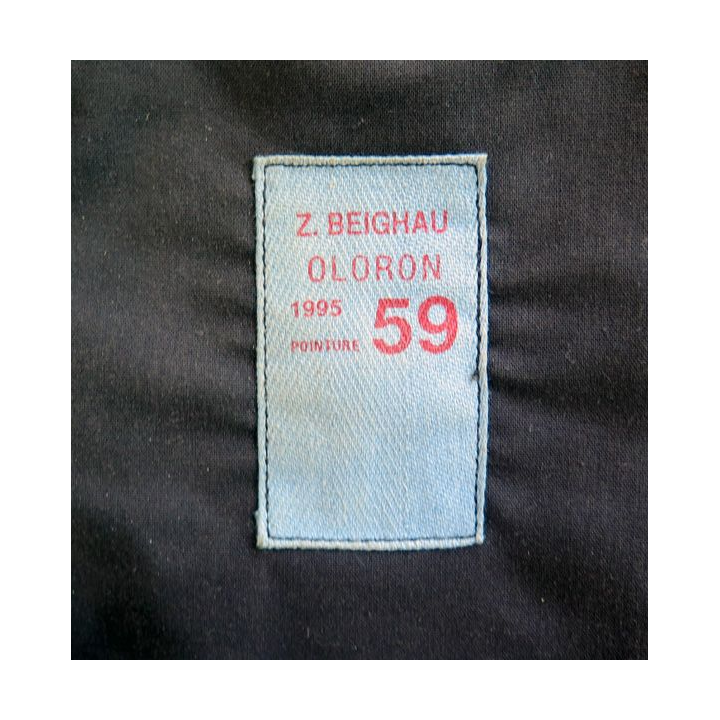 Z. BEIGHAU
OLORON
1995
59
POINTURE